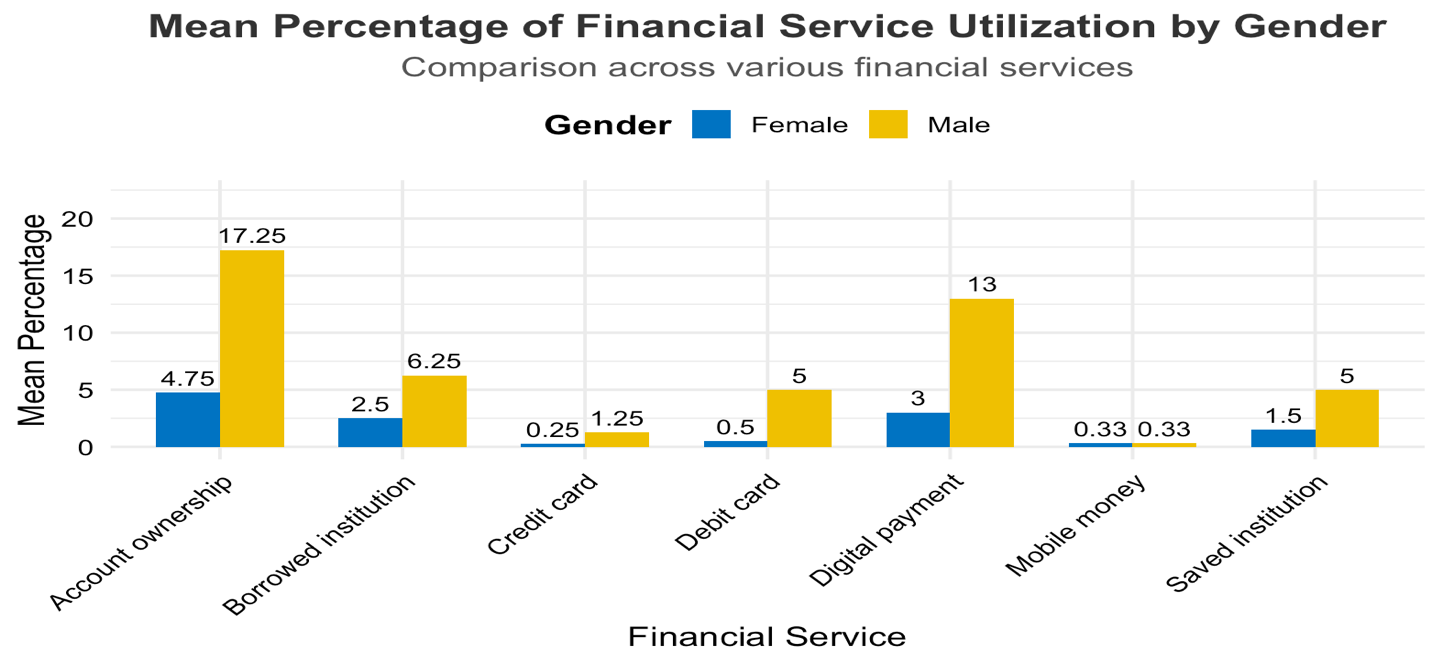 Mean Percentage of Financial Service Utilization by Gender
Comparison across various financial services
Gender Female Male
Mean Percentage
20
15
10
5
0
4.75 17.25
2.5 6.25
0.25 1.25
0.5 5
3 13
0.33 0.33
1.5 5
Account ownership
Borrowed institution
Credit card
Debit card
Digital payment
Mobile money
Saved institution
Financial Service